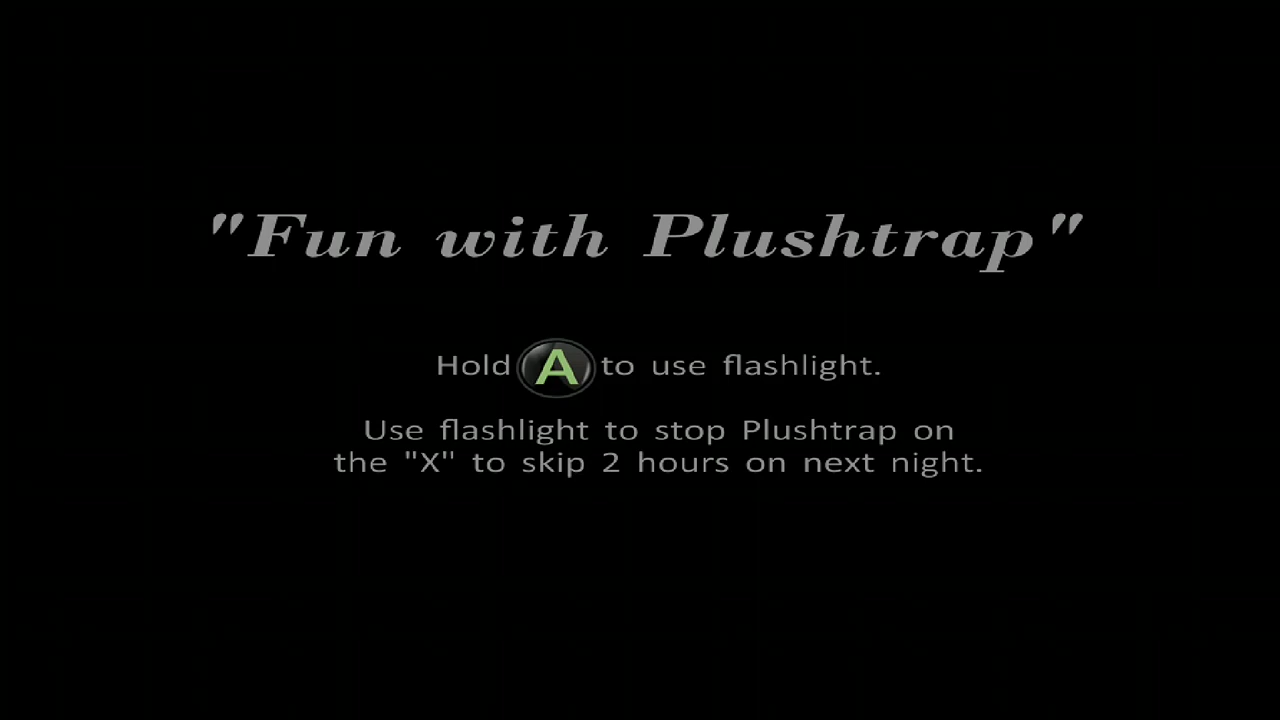 "Fun with Plushtrap"
Hold A to use flashlight.
Use flashlight to stop Plushtrap on
the "X" to skip 2 hours on next night.